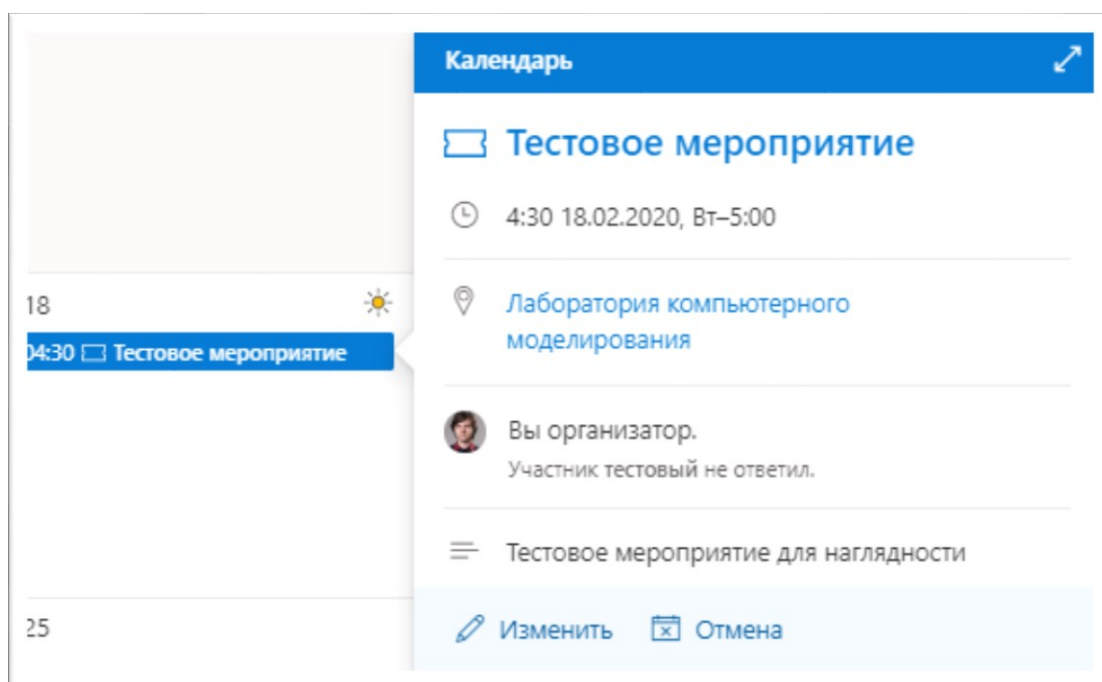 Календарь
Тестовое мероприятие
4:30 18.02.2020, Вт–5:00
18
Лаборатория компьютерного
моделирования
04:30 Тестовое мероприятие
Вы организатор.
Участник тестовый не ответил.
Тестовое мероприятие для наглядности
25
Изменить Отмена